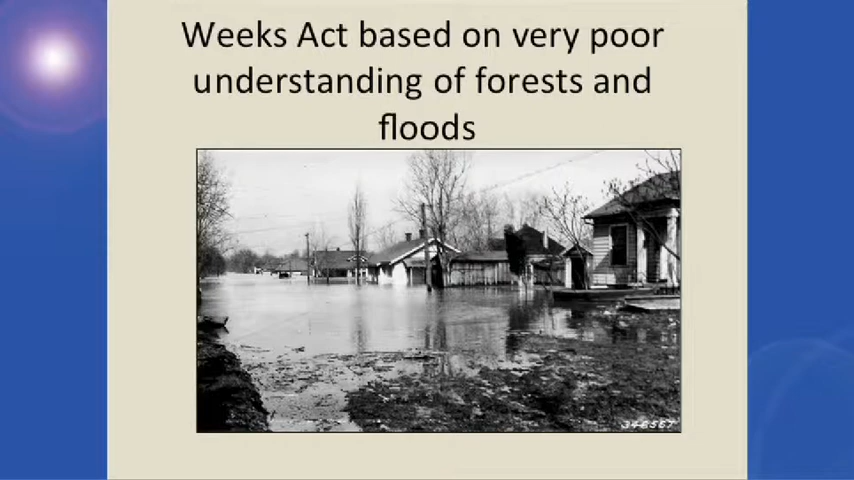 Weeks Act based on very poor
understanding of forests and
floods
346567